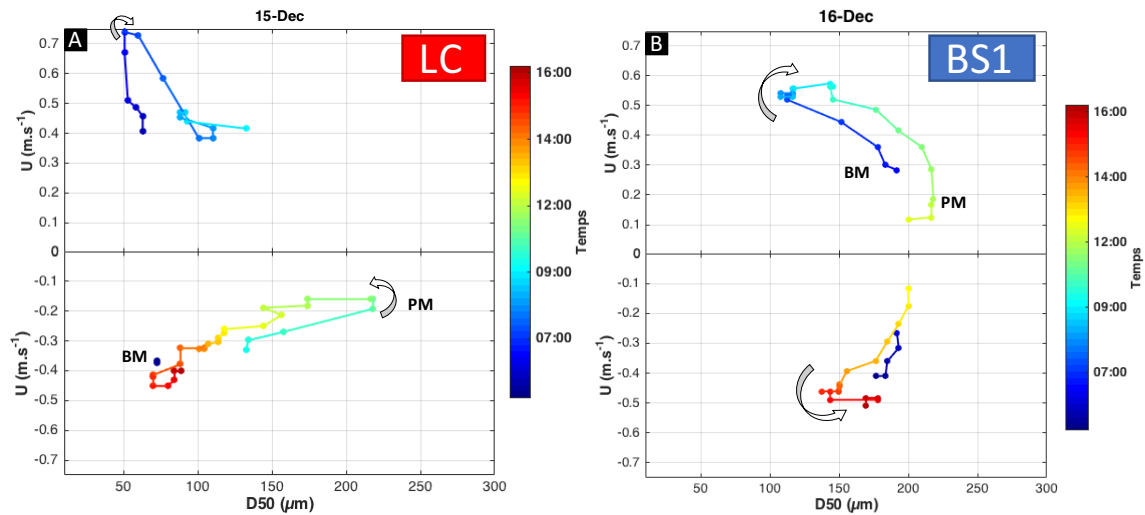 15-Dec
A
LC
U (m.s-1)
0.7
0.6
0.5
0.4
0.3
0.2
0.1
0
BM
PM
U (m.s-1)
-0.1
-0.2
-0.3
-0.4
-0.5
-0.6
-0.7
50
100
150
200
250
300
D50 (µm)
16:00
14:00
12:00
09:00
07:00
Temps
16-Dec
B
BS1
U (m.s-1)
0.7
0.6
0.5
0.4
0.3
0.2
0.1
0
BM
PM
U (m.s-1)
-0.1
-0.2
-0.3
-0.4
-0.5
-0.6
-0.7
50
100
150
200
250
300
D50 (µm)
16:00
14:00
12:00
09:00
07:00
Temps